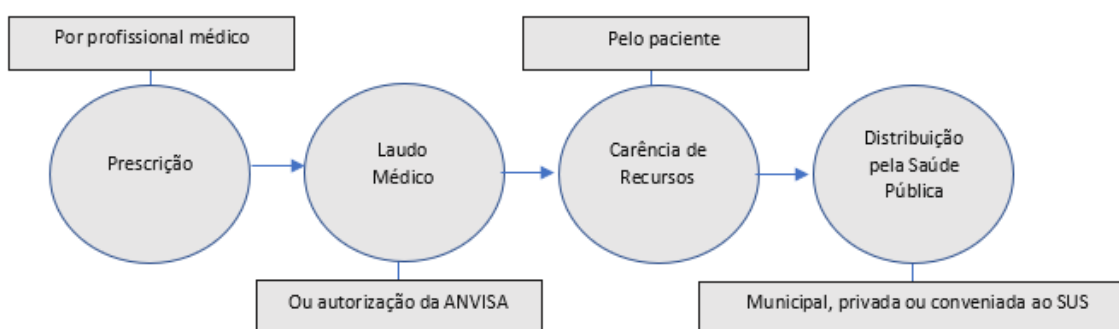 Por profissional médico
Pelo paciente
Prescrição
Laudo
Médico
Carência de
Recursos
Distribuição
pela Saúde
Pública
Ou autorização da ANVISA
Municipal, privada ou conveniada ao SUS